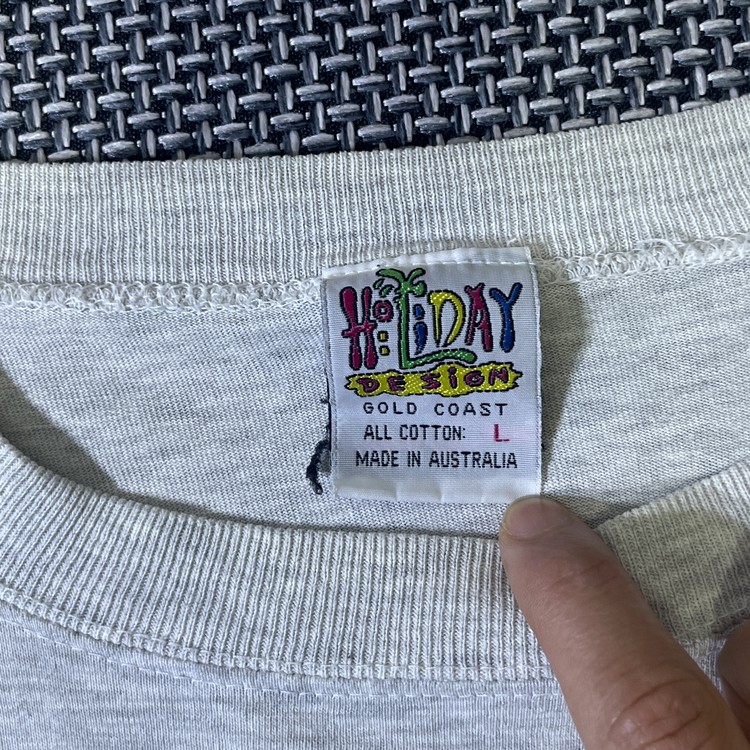 HOLIDAY
DESIGN
GOLD COAST
ALL COTTON: L
MADE IN AUSTRALIA